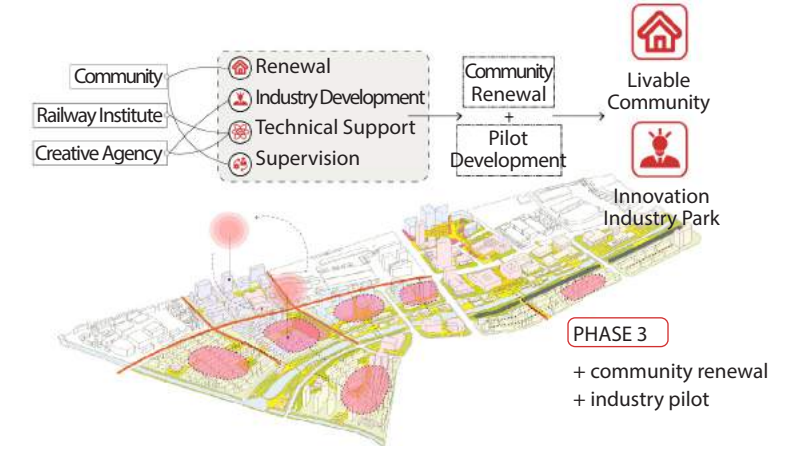 Community
Railway Institute
Creative Agency
Renewal
Industry Development
Technical Support
Supervision
Community
Renewal
+
Pilot
Development
Livable
Community
Innovation
Industry Park
PHASE 3
+ community renewal
+ industry pilot